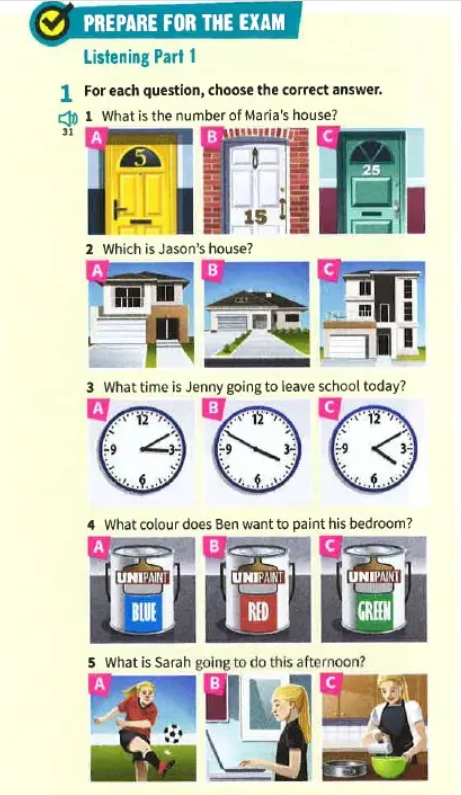 PREPARE FOR THE EXAM
Listening Part 1
1 For each question, choose the correct answer.
31
1 What is the number of Maria's house?
A B C
5 15 25
2 Which is Jason's house?
A B C
3 What time is Jenny going to leave school today?
A B C
12 12 12
9 3 9 3 9 3
6 6 6
4 What colour does Ben want to paint his bedroom?
A B C
UNIPAINT UNIPAINT UNIPAINT
BLUE RED GREEN
5 What is Sarah going to do this afternoon?
A B C